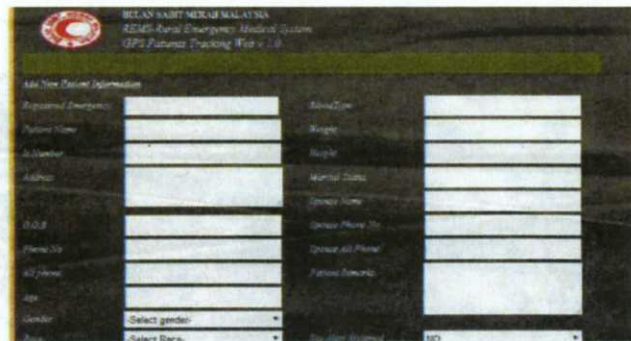 BULAN SABIT MERAH MALAYSIA
REMS-Rural Emergency Medical System
GPS Patients Tracking Web v 1.0
Add New Patient Information
Registered Emergency
BloodType
Patient Name
Weight
Ic Number
Height
Address
Marital Status
Spouse Name
D.O.B
Spouse Phone No
Phone No
Spouse Alt Phone
Alt phone
Patient Remarks
Age
Gender
-Select gender-
Race
-Select Race-
NO